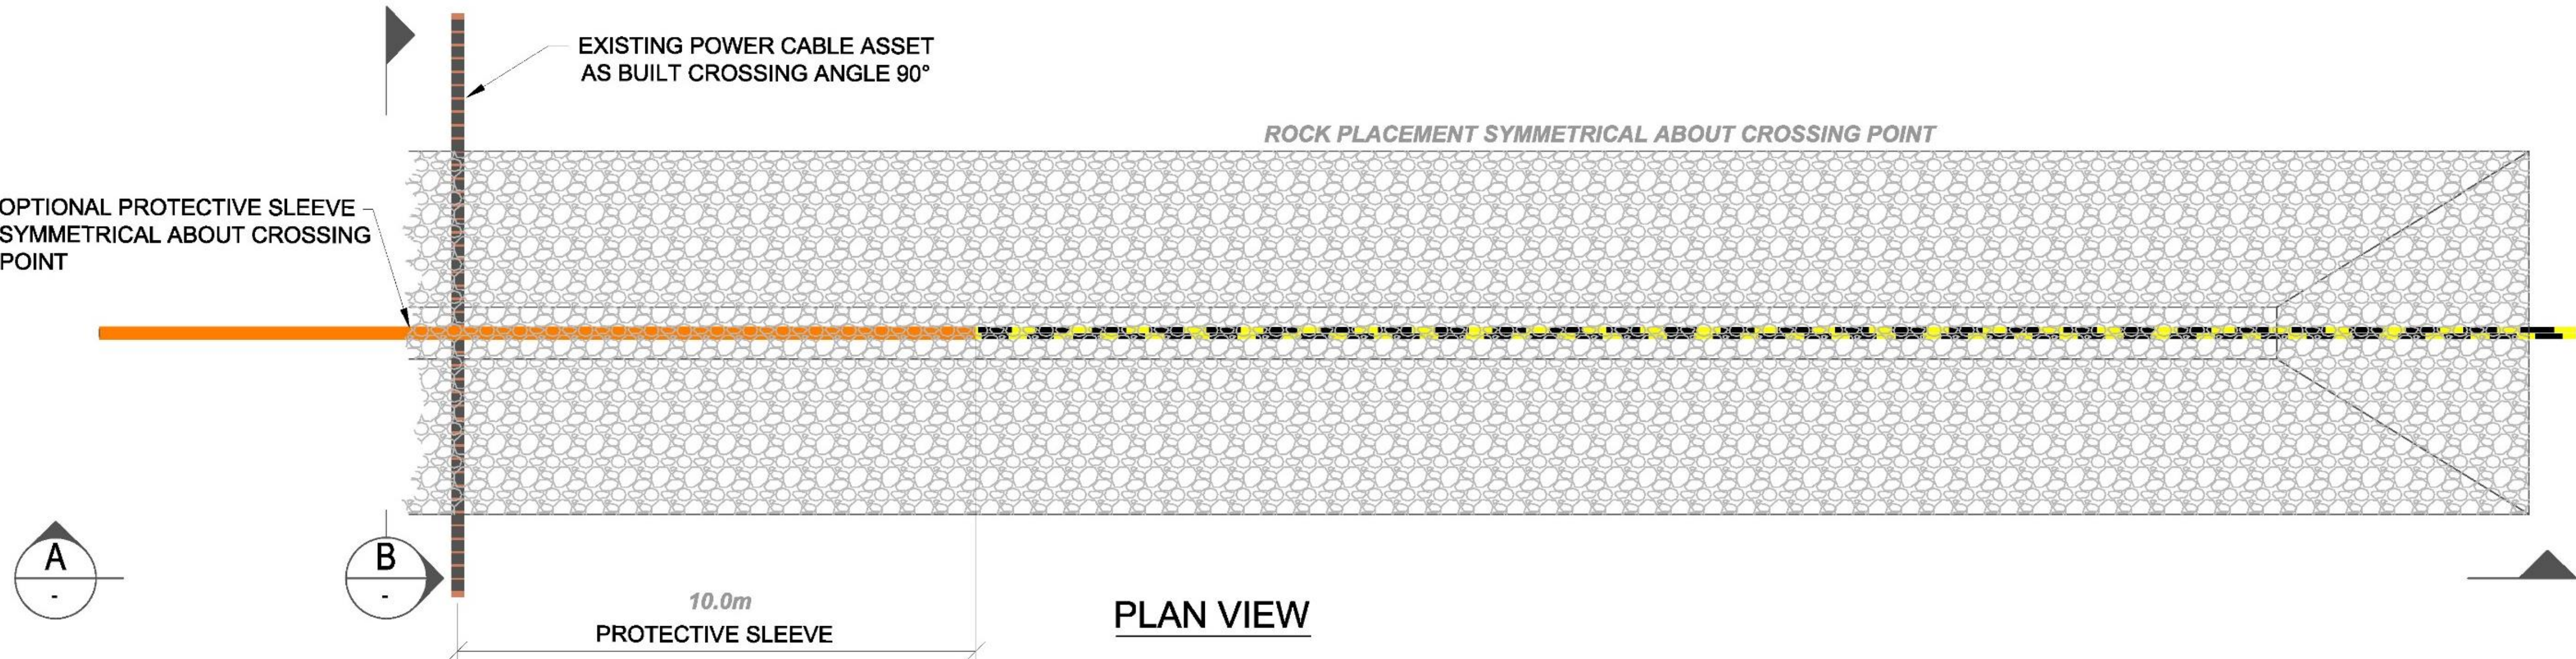 EXISTING POWER CABLE ASSET
AS BUILT CROSSING ANGLE 90°
ROCK PLACEMENT SYMMETRICAL ABOUT CROSSING POINT
OPTIONAL PROTECTIVE SLEEVE
SYMMETRICAL ABOUT CROSSING
POINT
A
-
B
-
10.0m
PROTECTIVE SLEEVE
PLAN VIEW